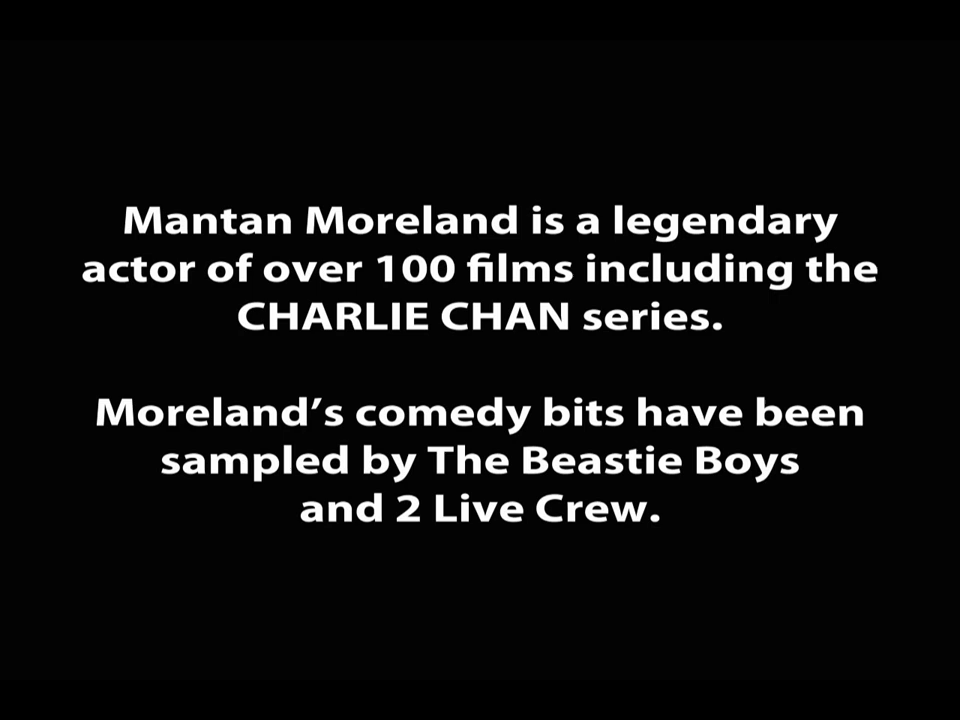 Mantan Moreland is a legendary
actor of over 100 films including the
CHARLIE CHAN series.
Moreland’s comedy bits have been
sampled by The Beastie Boys
and 2 Live Crew.